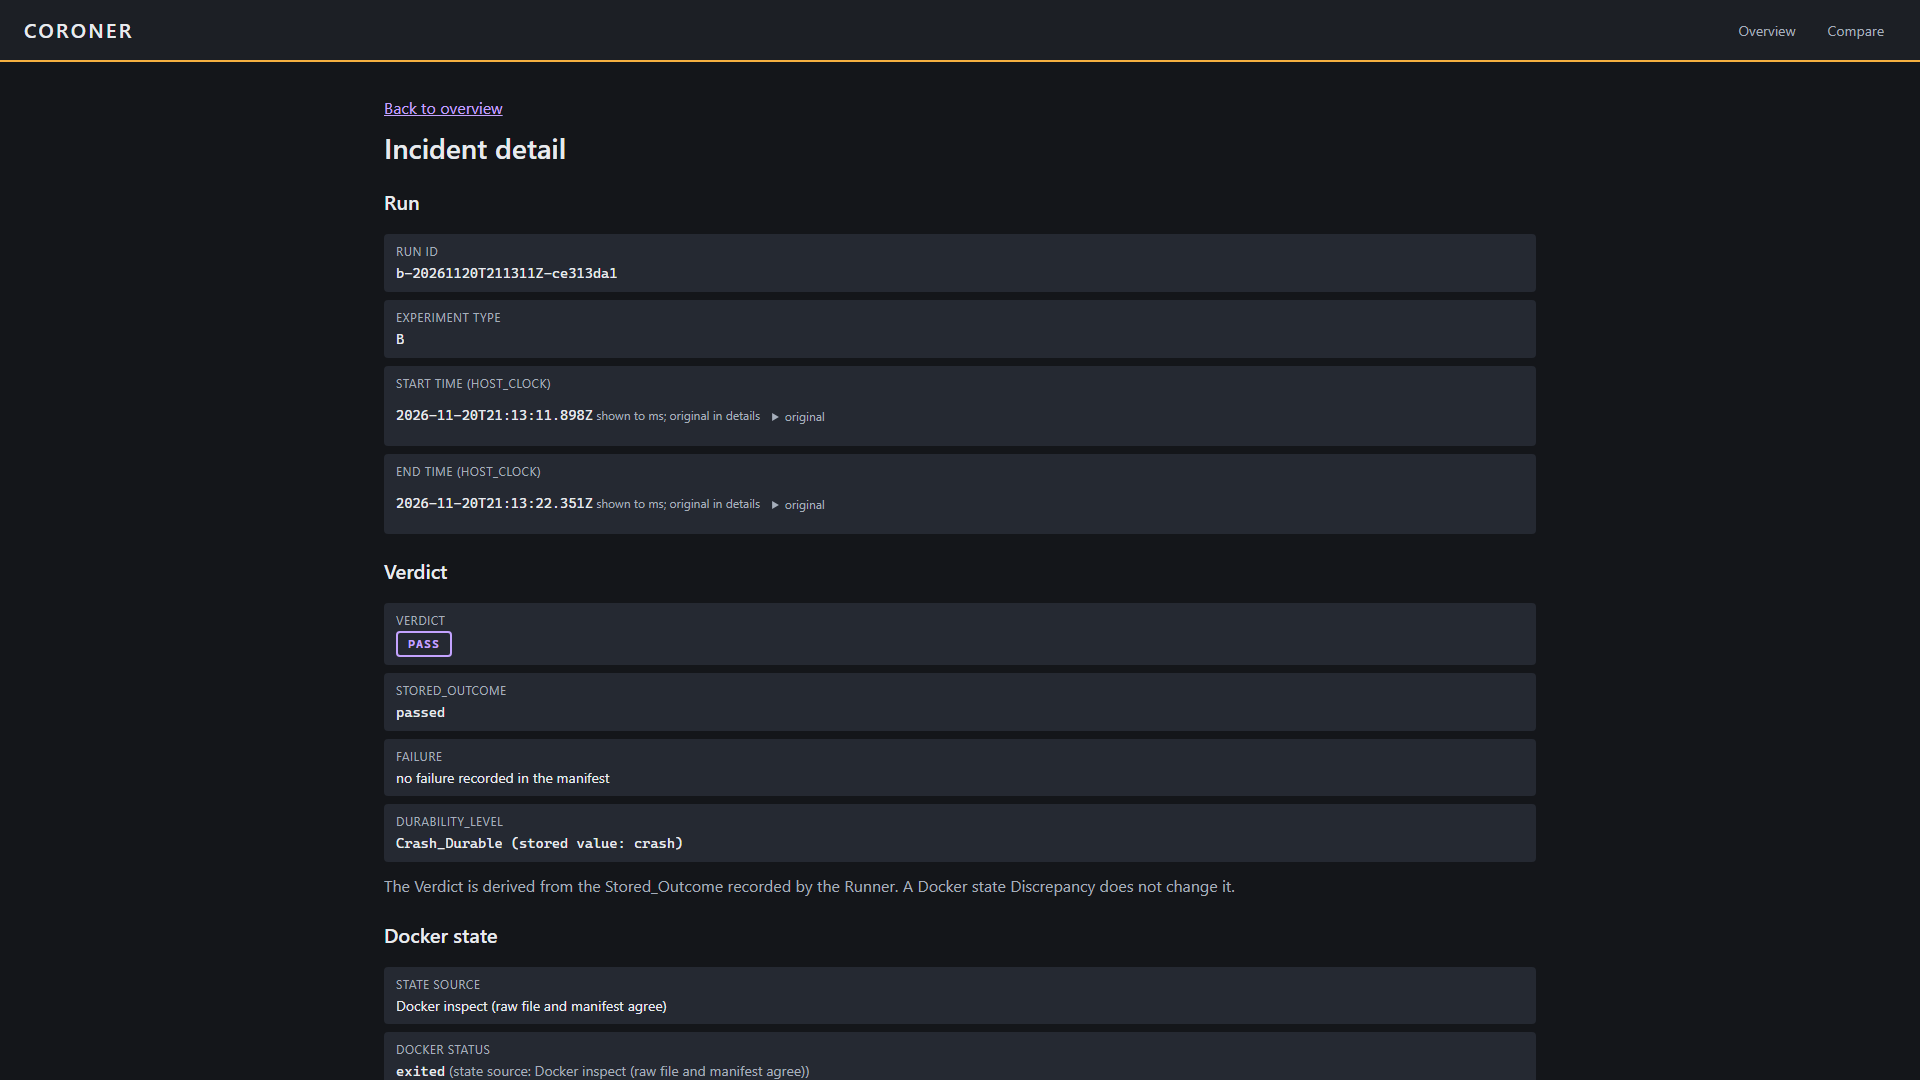 CORONER
Overview Compare
Back to overview
Incident detail
Run
RUN ID
b-20261120T211311Z-ce313da1
EXPERIMENT TYPE
B
START TIME (HOST_CLOCK)
2026-11-20T21:13:11.898Z shown to ms; original in details ▶ original
END TIME (HOST_CLOCK)
2026-11-20T21:13:22.351Z shown to ms; original in details ▶ original
Verdict
VERDICT
PASS
STORED_OUTCOME
passed
FAILURE
no failure recorded in the manifest
DURABILITY_LEVEL
Crash_Durable (stored value: crash)
The Verdict is derived from the Stored_Outcome recorded by the Runner. A Docker state Discrepancy does not change it.
Docker state
STATE SOURCE
Docker inspect (raw file and manifest agree)
DOCKER STATUS
exited (state source: Docker inspect (raw file and manifest agree))